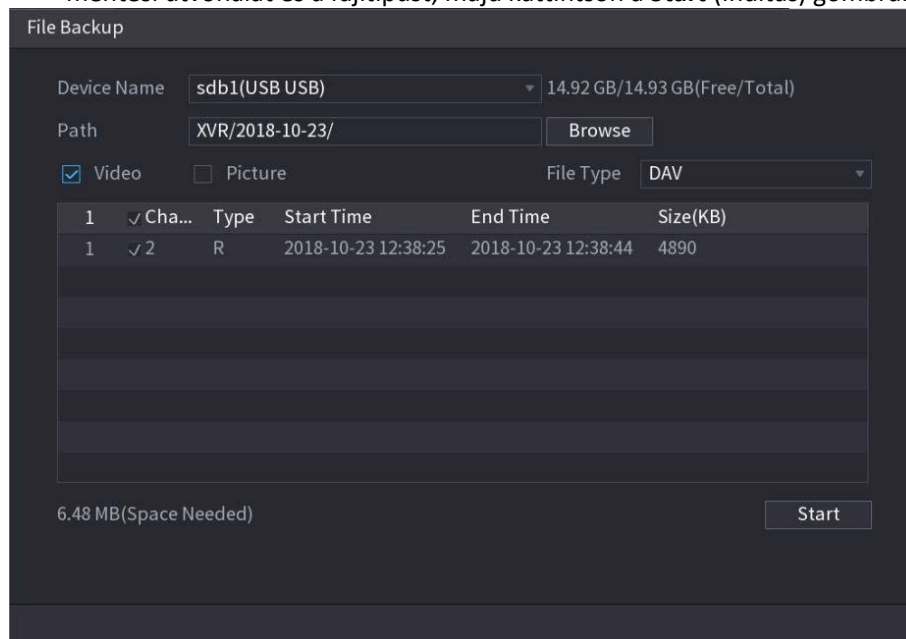 File Backup
Device Name sdb1(USB USB) 14.92 GB/14.93 GB(Free/Total)
Path XVR/2018-10-23/ Browse
Video Picture File Type DAV
1 Cha... Type Start Time End Time Size(KB)
1 2 R 2018-10-23 12:38:25 2018-10-23 12:38:44 4890
6.48 MB(Space Needed) Start